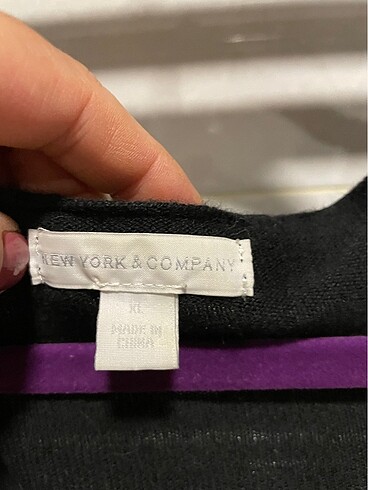 NEW YORK & COMPANY
XL
MADE IN
CHINA